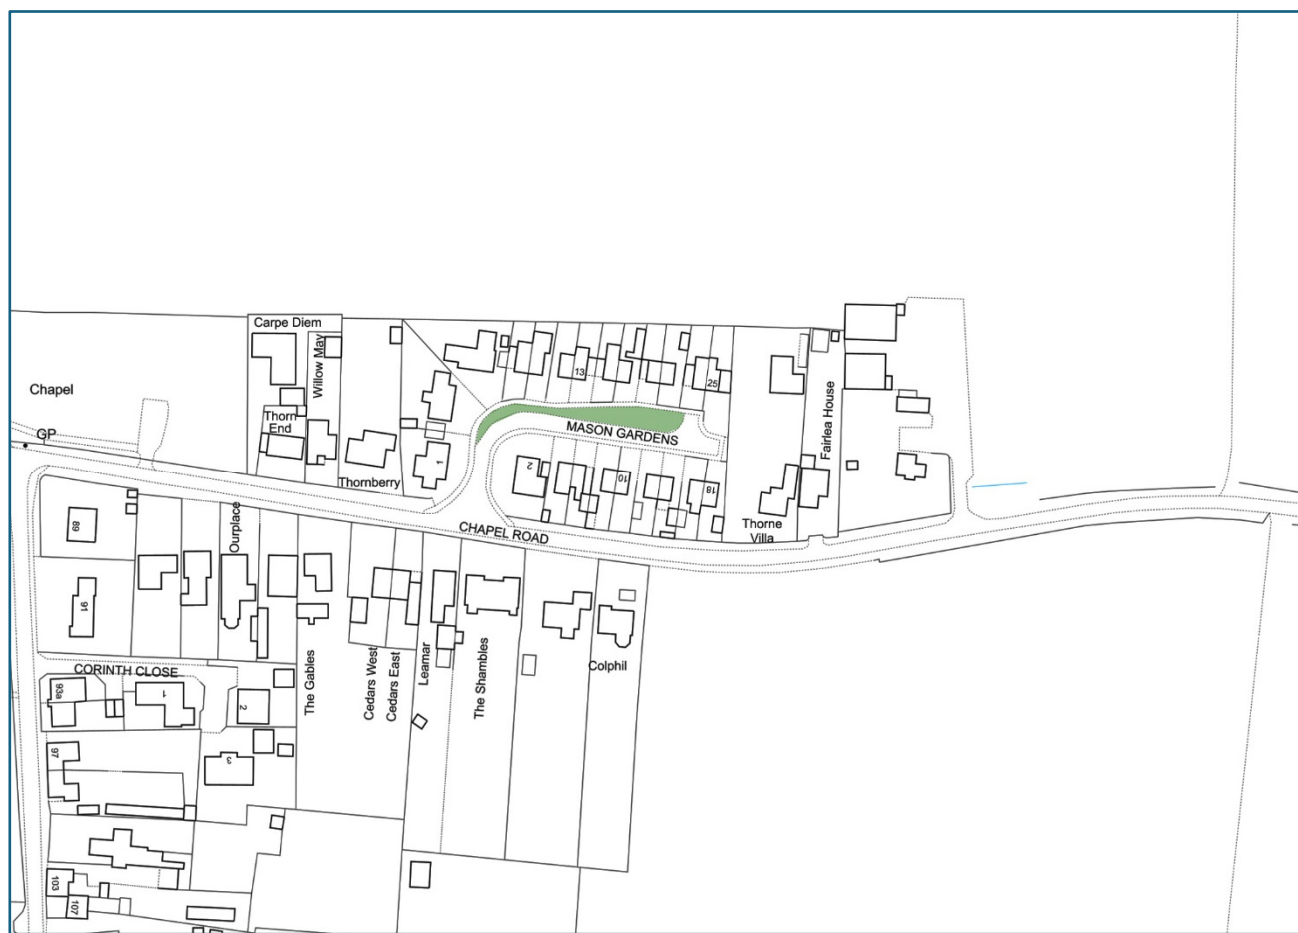 Carpe Diem
Willow May
Chapel
Thorn
End
GP
Thornberry
1
13
25
MASON GARDENS
2
10
18
Fairlea House
Thorne
Villa
CHAPEL ROAD
89
Ourplace
91
CORINTH CLOSE
93a
1
2
3
The Gables
Cedars West
Cedars East
Leamar
The Shambles
Colphil
97
103
107